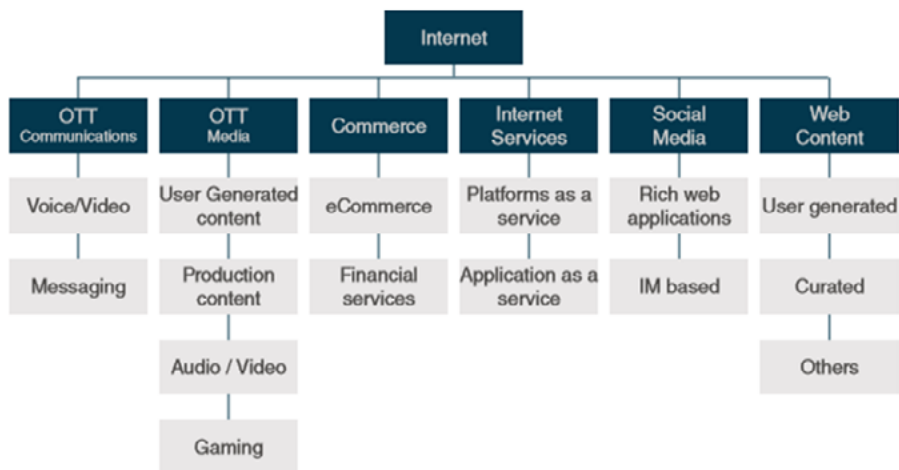 Internet
OTT
Communications
OTT
Media
Commerce
Internet
Services
Social
Media
Web
Content
Voice/Video
User Generated
content
eCommerce
Platforms as a
service
Rich web
applications
User generated
Messaging
Production
content
Financial
services
Application as a
service
IM based
Curated
Audio / Video
Others
Gaming